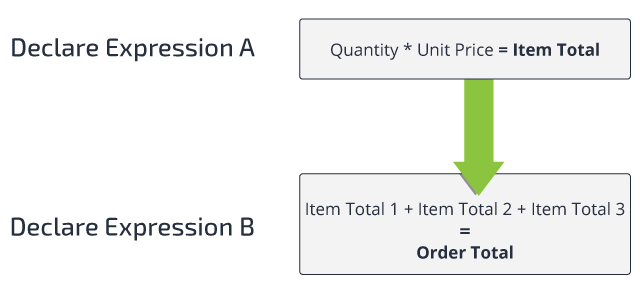 Declare Expression A
Quantity * Unit Price = Item Total
Item Total 1 + Item Total 2 + Item Total 3
=
Order Total
Declare Expression B